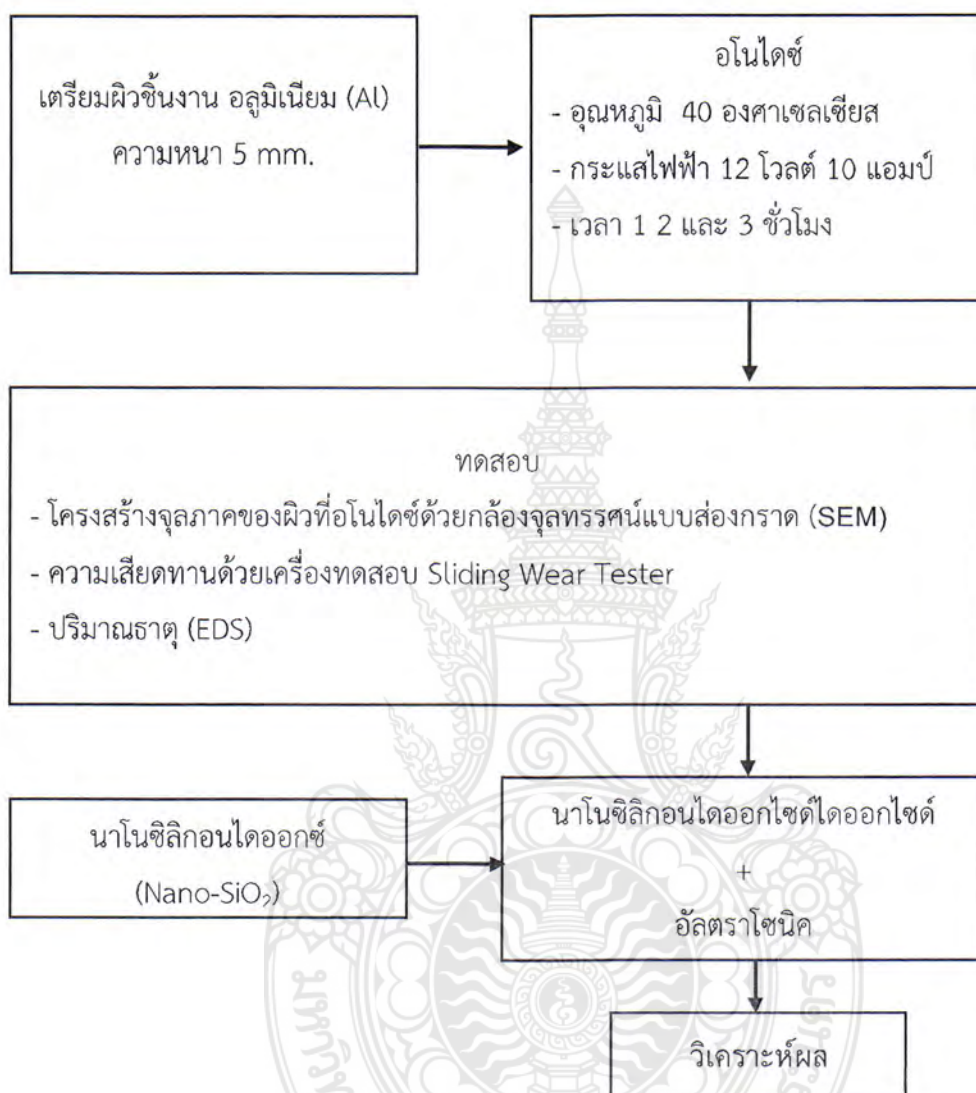 เตรียมผิวชิ้นงาน อลูมิเนียม (Al)
ความหนา 5 mm.
อโนไดซ์
- อุณหภูมิ 40 องศาเซลเซียส
- กระแสไฟฟ้า 12 โวลต์ 10 แอมป์
- เวลา 1 2 และ 3 ชั่วโมง
ทดสอบ
- โครงสร้างจุลภาคของผิวที่อโนไดซ์ด้วยกล้องจุลทรรศน์แบบส่องกราด (SEM)
- ความเสียดทานด้วยเครื่องทดสอบ Sliding Wear Tester
- ปริมาณธาตุ (EDS)
นาโนซิลิกอนไดออกซ์
(Nano-SiO₂)
นาโนซิลิกอนไดออกไซด์ไดออกไซด์
+
อัลตราโซนิค
วิเคราะห์ผล